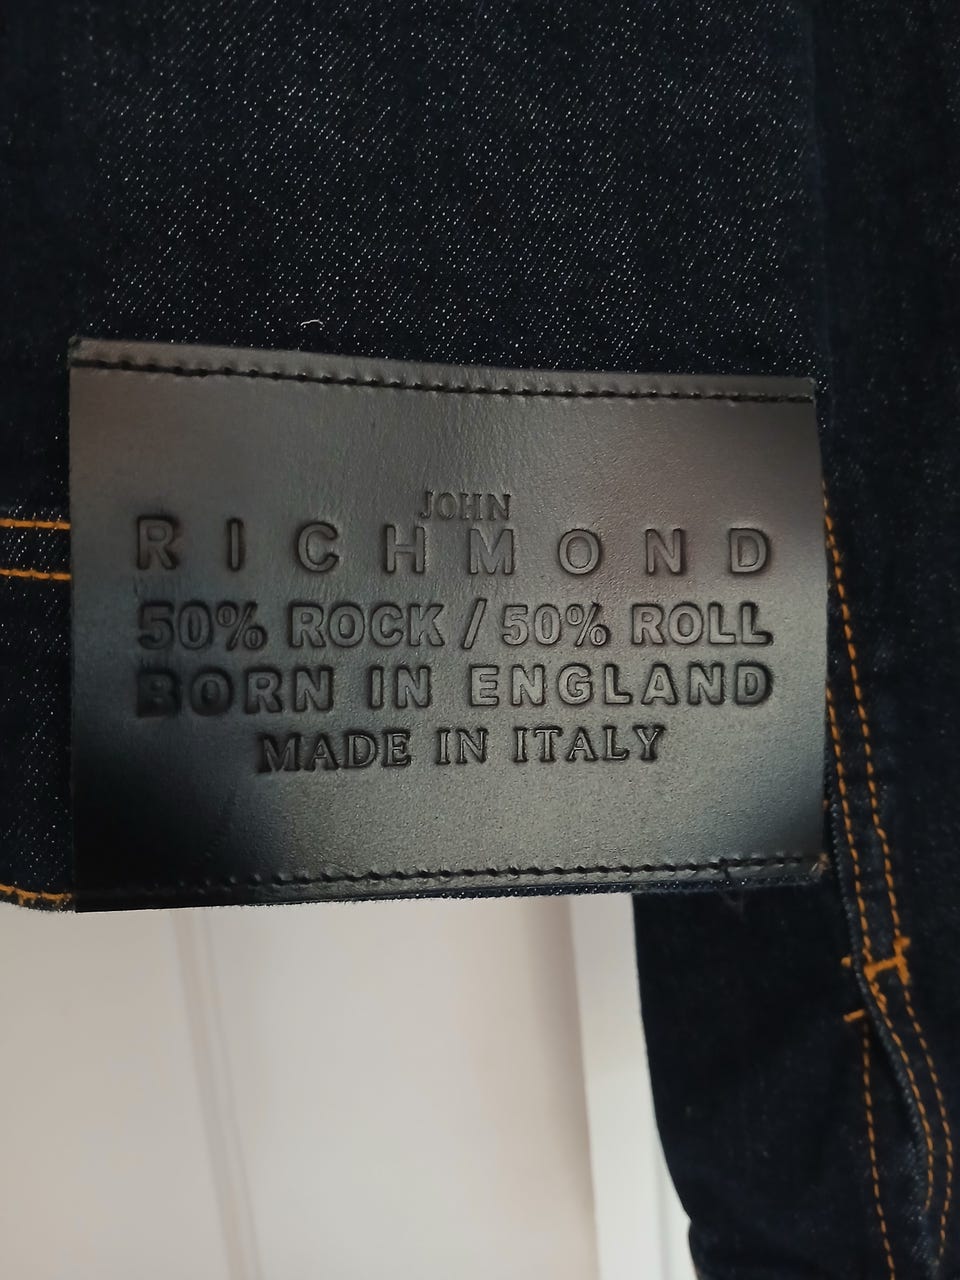 JOHN
RICHMOND
50% ROCK / 50% ROLL
BORN IN ENGLAND
MADE IN ITALY